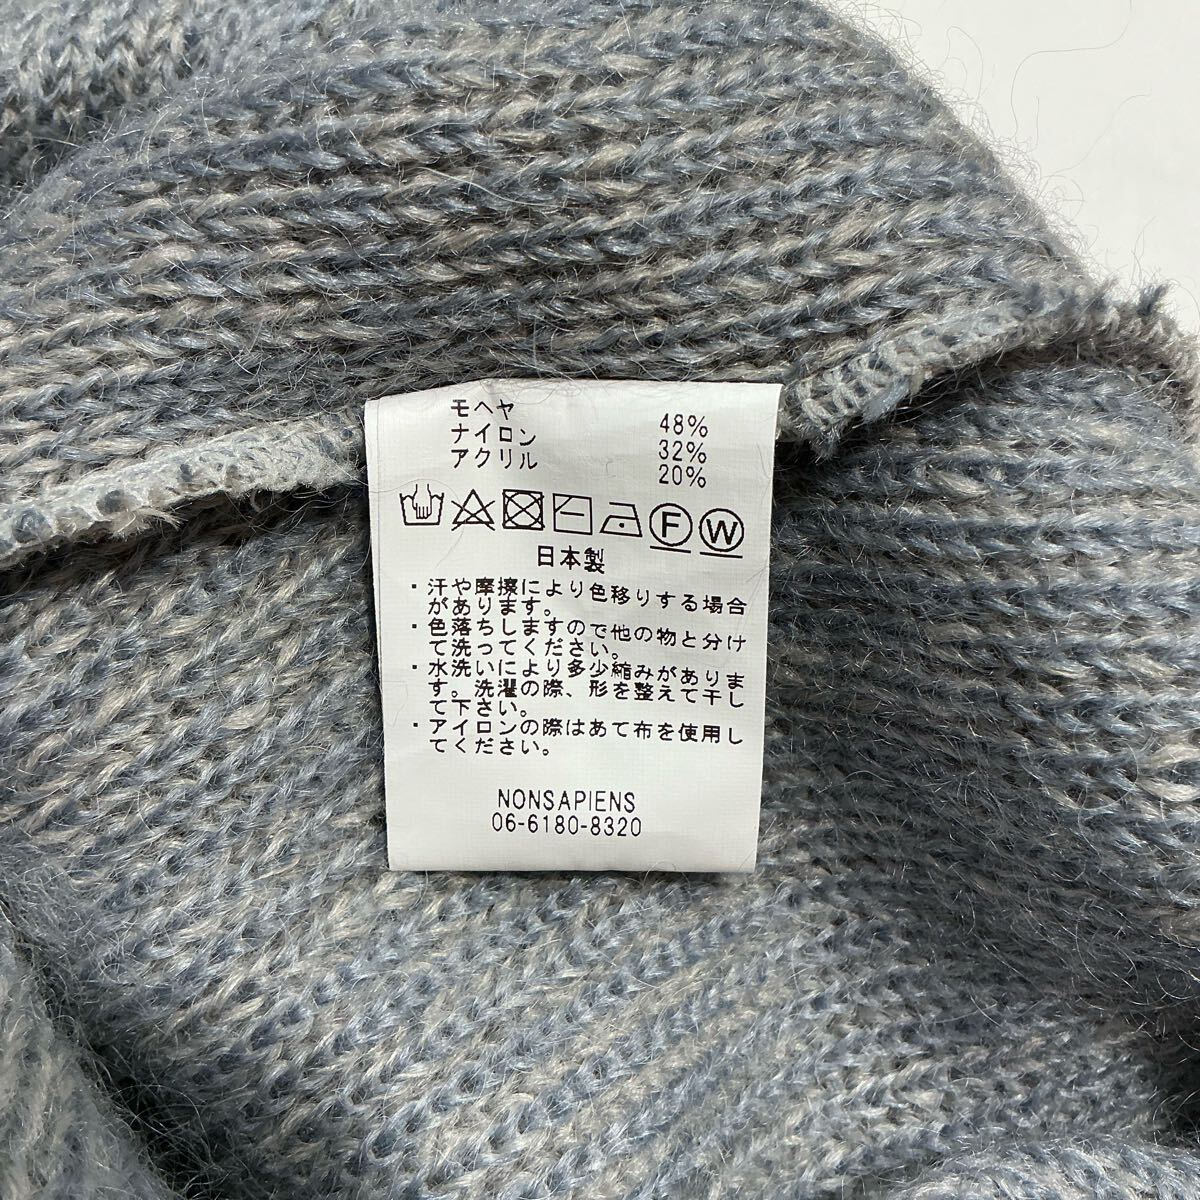 モヘヤ 48%
ナイロン 32%
アクリル 20%
F W
日本製
・汗や摩擦により色移りする場合
があります。
・色落ちしますので他の物と分け
て洗ってください。
・水洗いにより多少縮みがありま
す。洗濯の際、形を整えて干し
て下さい。
・アイロンの際はあて布を使用し
てください。
NONSAPIENS
06-6180-8320